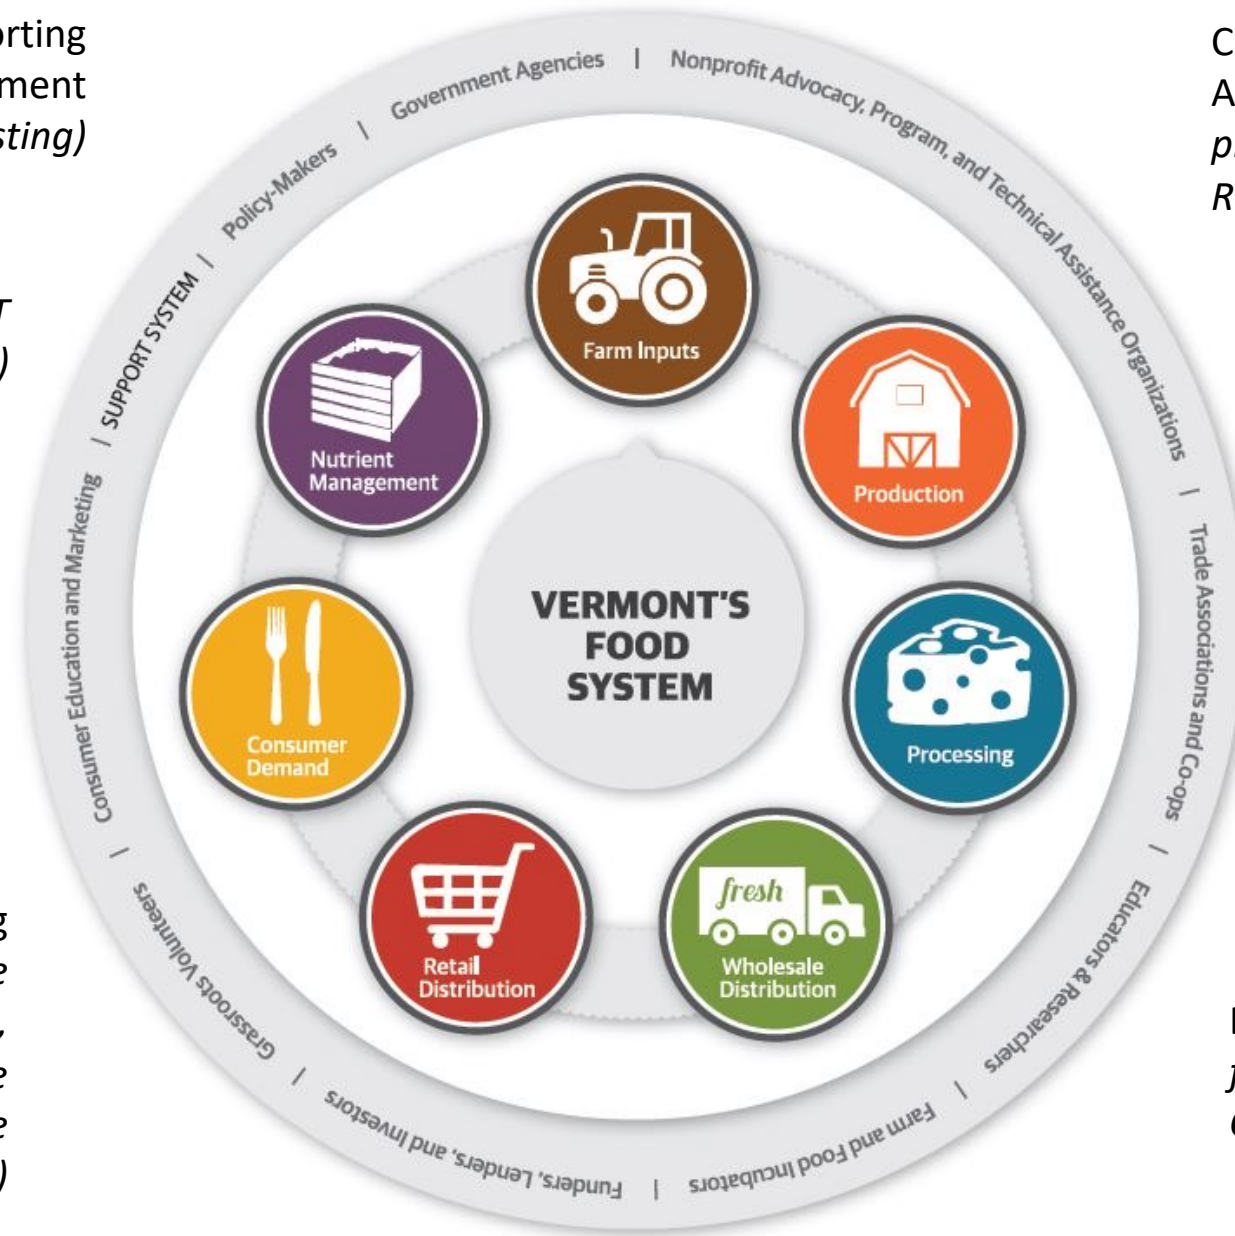 orting
ment
sting)
T
)
g
e
,
e
e
)
Government Agencies | Nonprofit Advocacy, Program, and Technical Assistance Organizations | Trade Associations and Co-ops | Educators & Researchers | Farm and Food Incubators | Funders, Lenders, and Investors | Grassroots Volunteers | Consumer Education and Marketing | SUPPORT SYSTEM | Policy-Makers |
Farm Inputs
Production
Processing
fresh
Wholesale
Distribution
Retail
Distribution
Consumer
Demand
Nutrient
Management
VERMONT'S
FOOD
SYSTEM
C
A
p
R
f